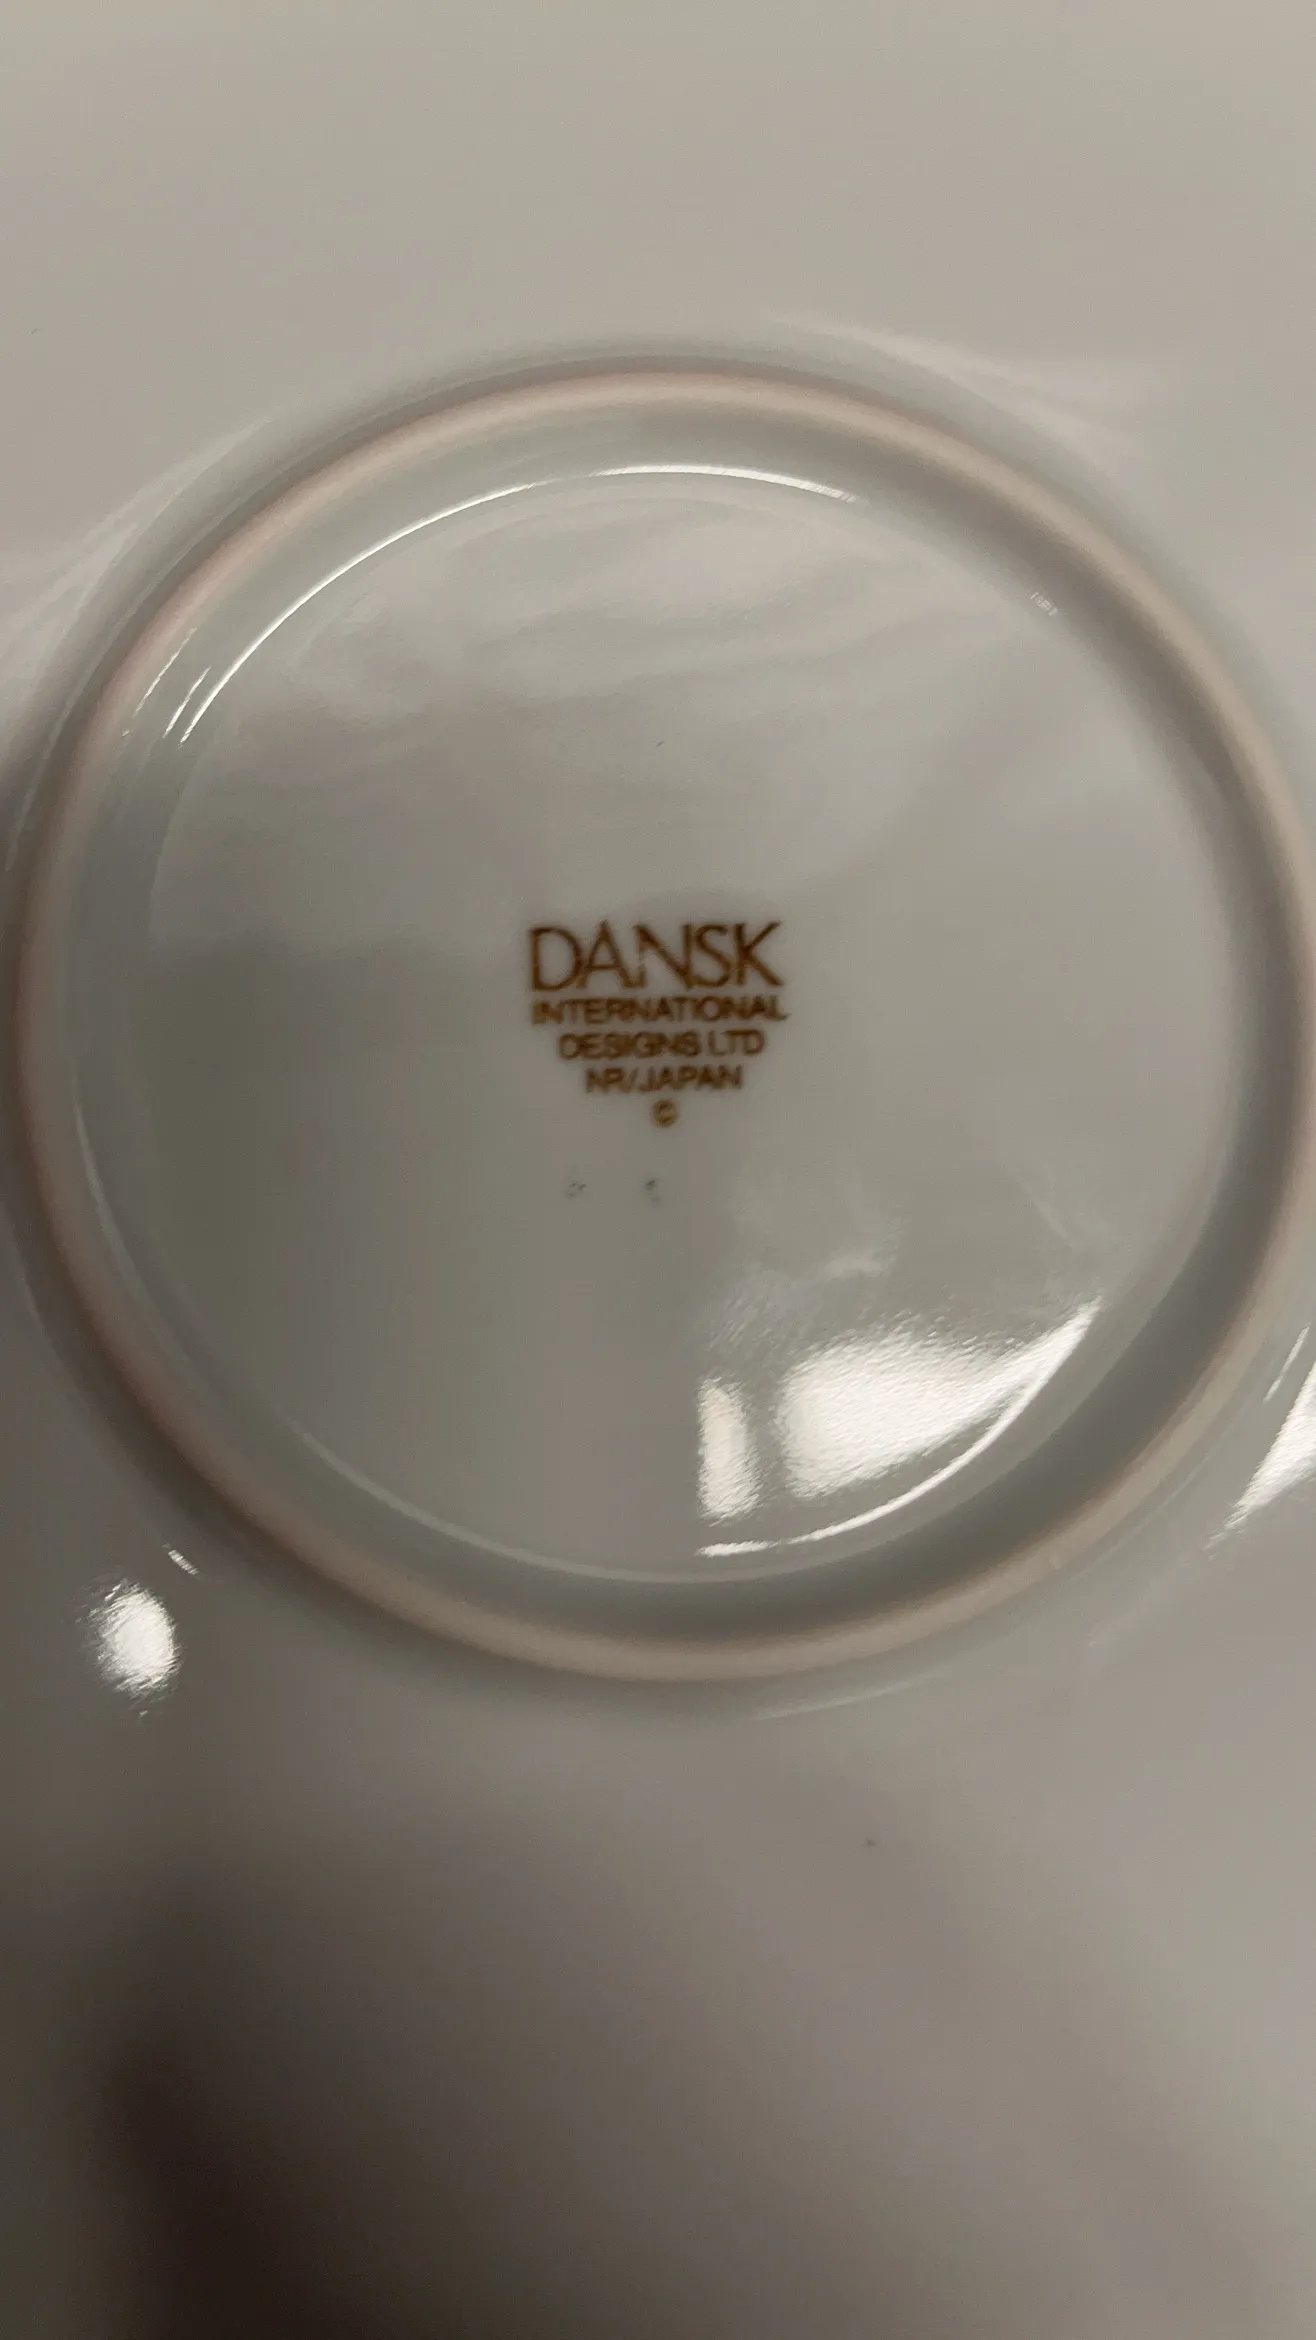 DANSK
INTERNATIONAL
DESIGNS LTD
NR/JAPAN
©